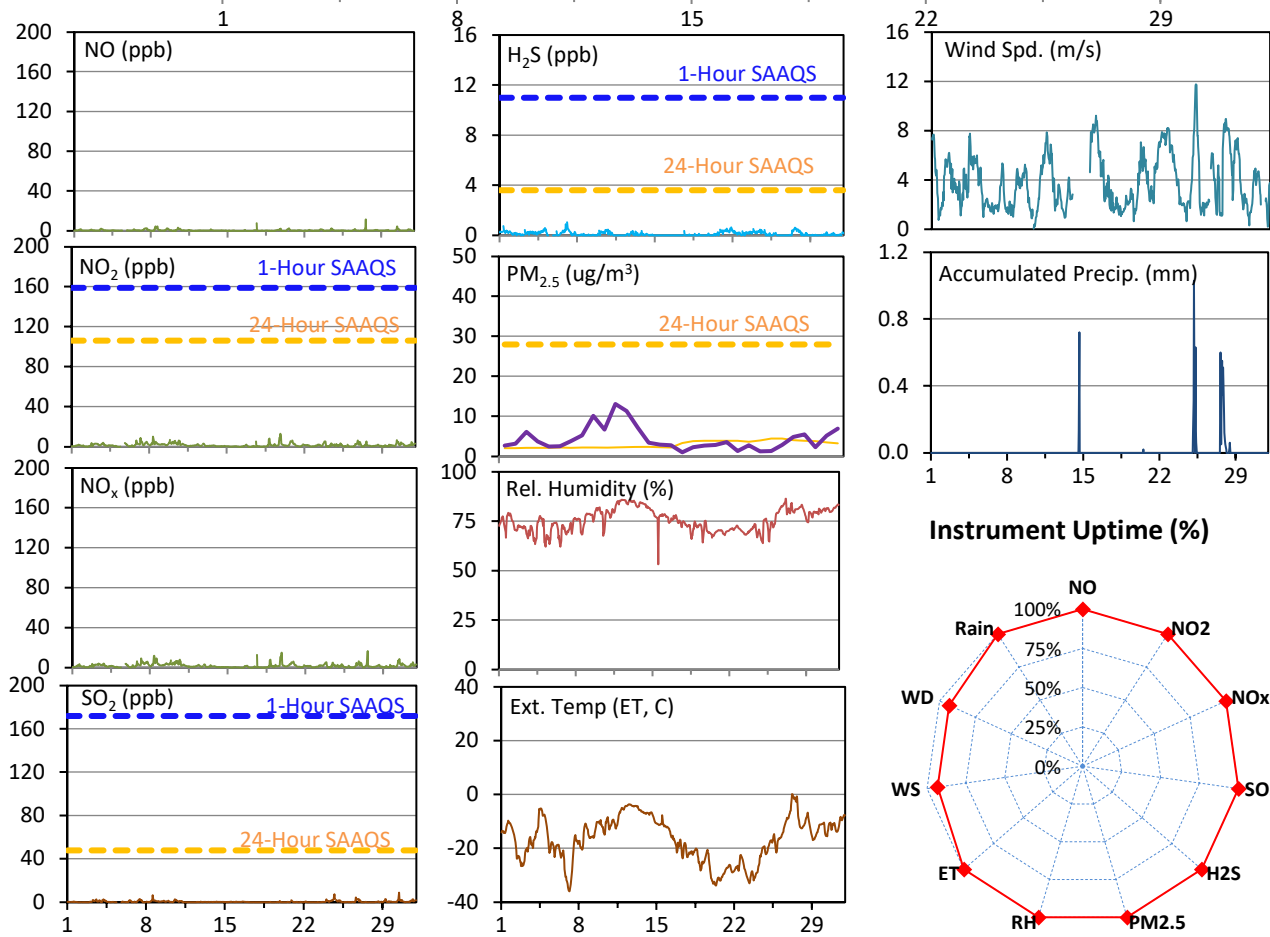 1 8 15 22 29
NO (ppb)
200
160
120
80
40
0
NO2 (ppb)
1-Hour SAAQS
24-Hour SAAQS
200
160
120
80
40
0
NOx (ppb)
200
160
120
80
40
0
SO2 (ppb)
1-Hour SAAQS
24-Hour SAAQS
200
160
120
80
40
0
1 8 15 22 29
H2S (ppb)
1-Hour SAAQS
24-Hour SAAQS
16
12
8
4
0
PM2.5 (ug/m3)
24-Hour SAAQS
50
40
30
20
10
0
Rel. Humidity (%)
100
75
50
25
0
Ext. Temp (ET, C)
40
20
0
-20
-40
1 8 15 22 29
Wind Spd. (m/s)
16
12
8
4
0
Accumulated Precip. (mm)
1.2
0.8
0.4
0.0
1 8 15 22 29
Instrument Uptime (%)
NO
NO2
NOx
SO
H2S
PM2.5
RH
ET
WS
WD
Rain
100%
75%
50%
25%
0%